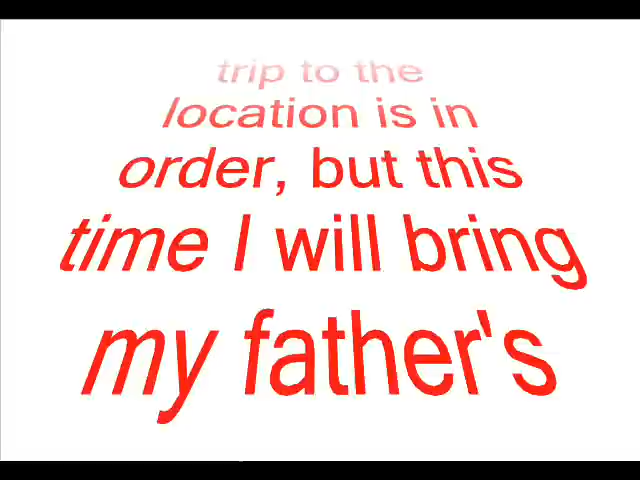 trip to the
location is in
order, but this
time I will bring
my father's